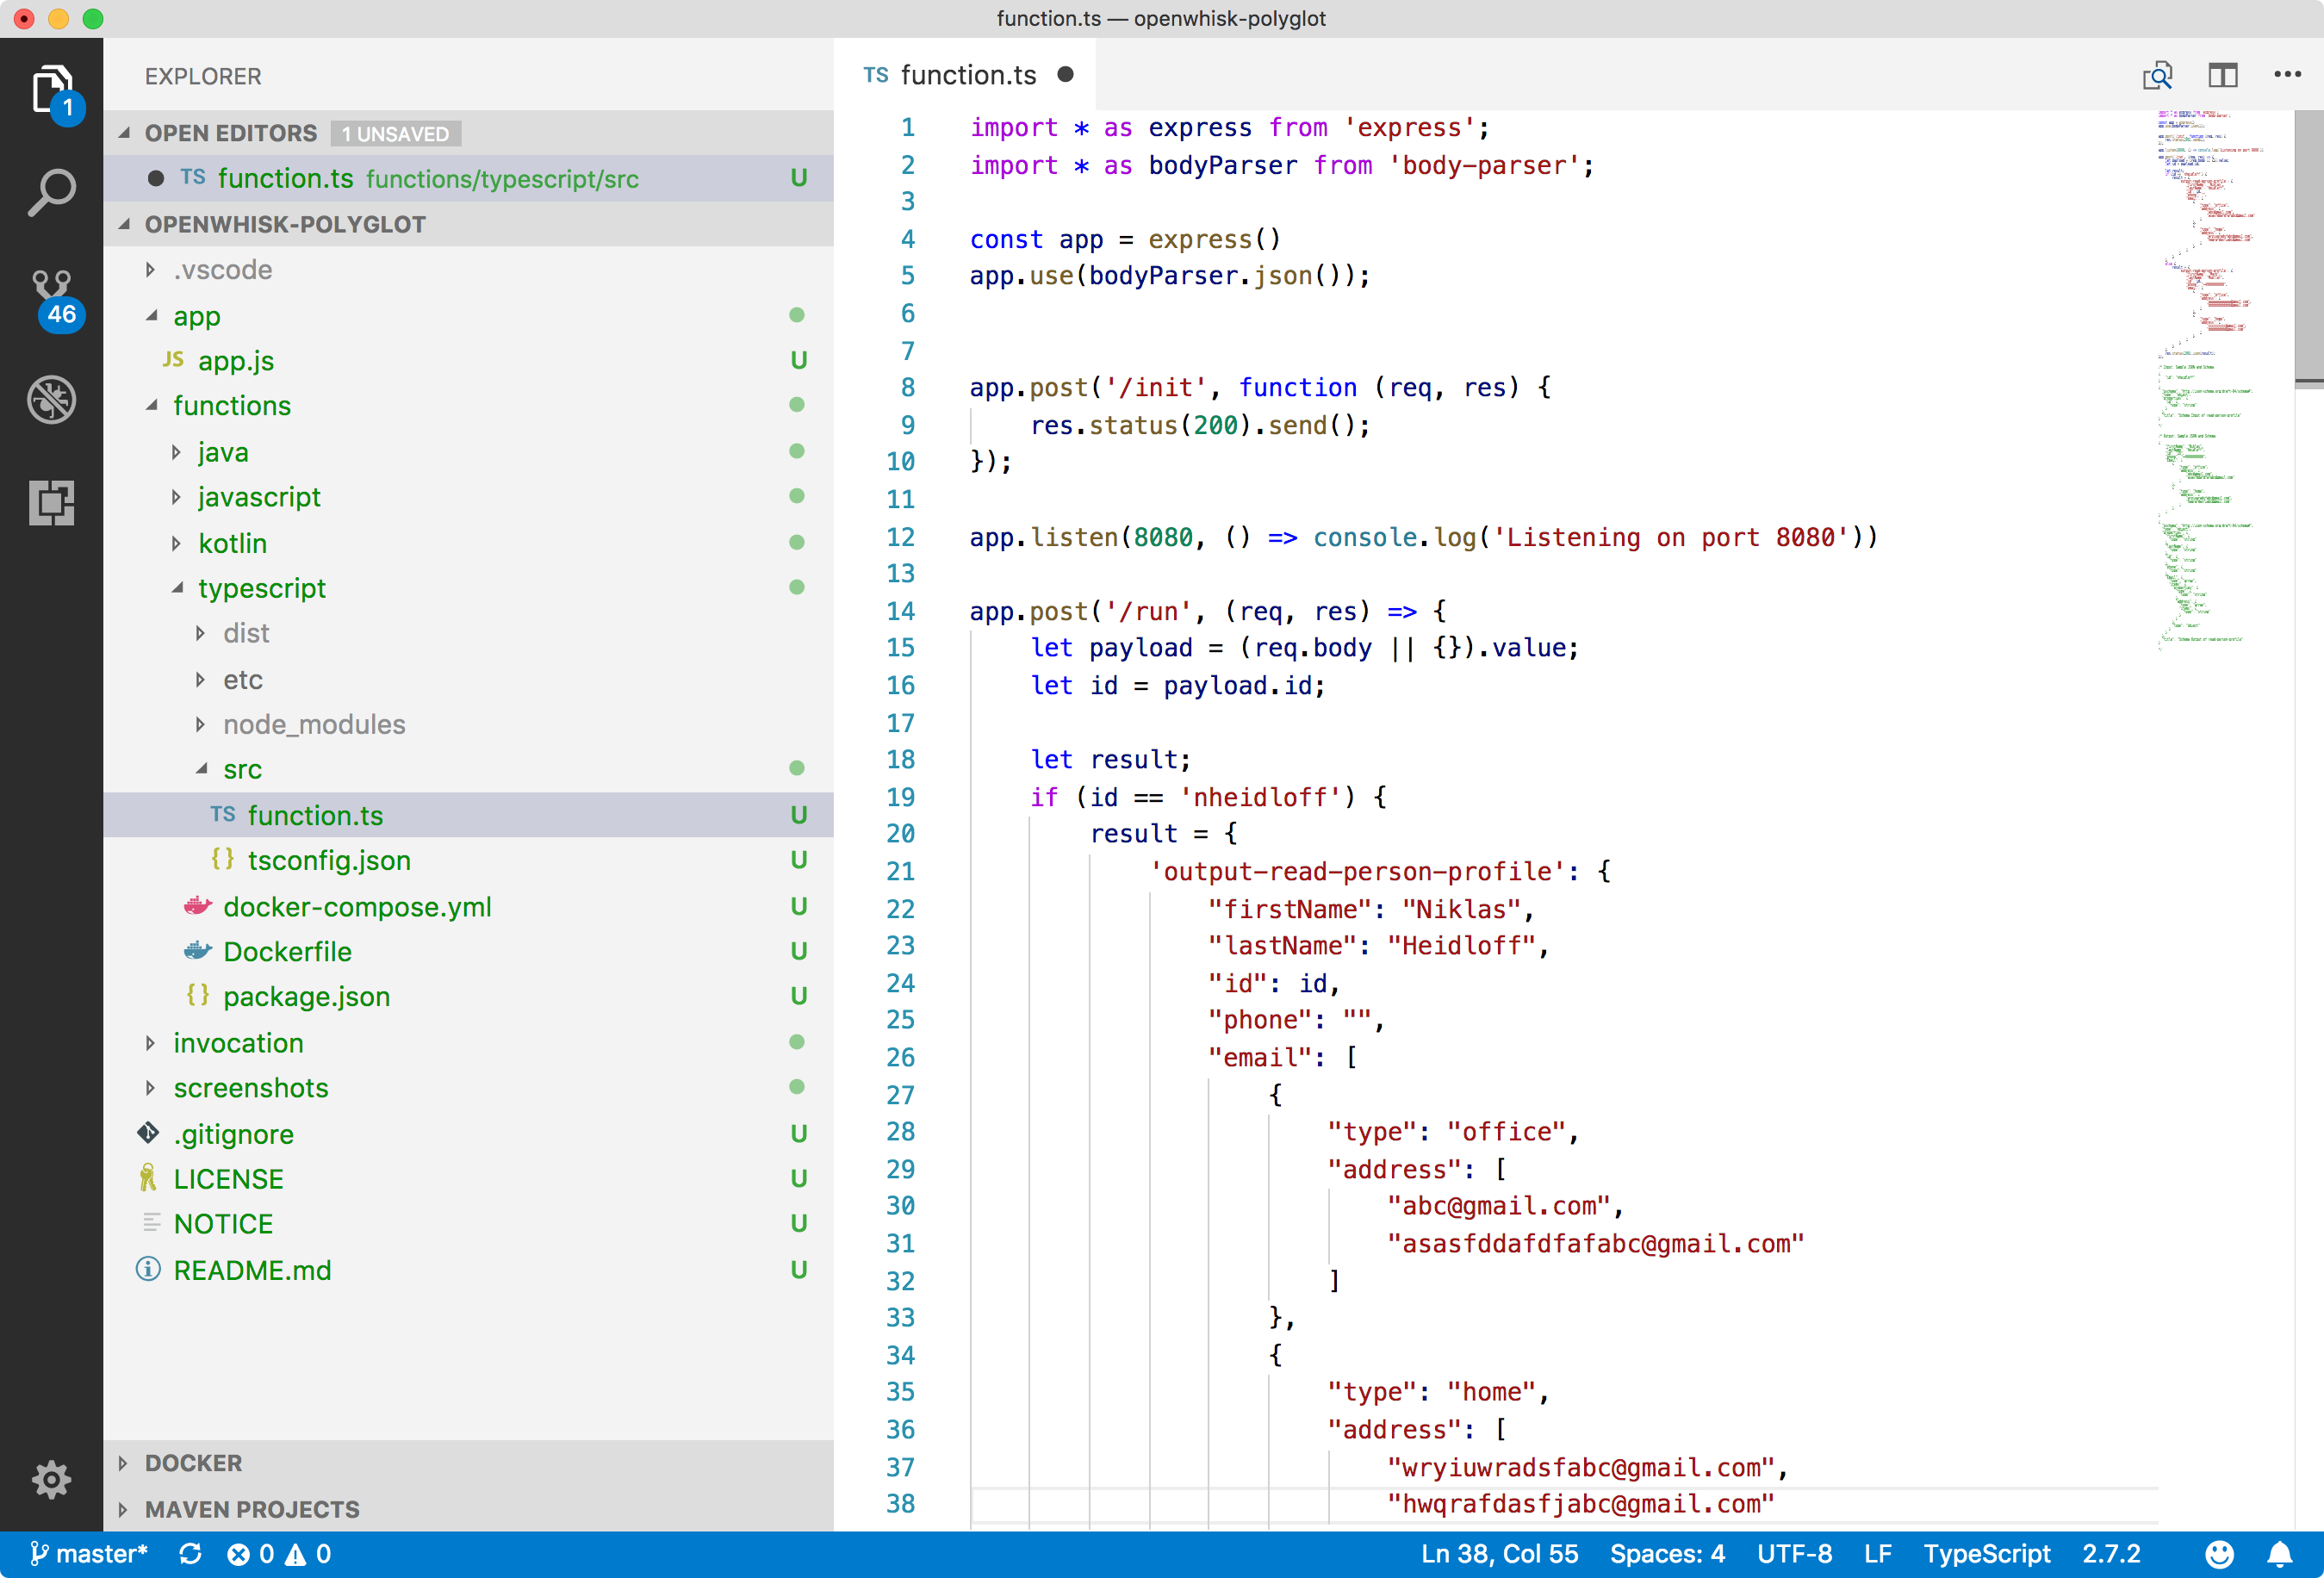 function.ts — openwhisk-polyglot
1
46
EXPLORER
OPEN EDITORS 1 UNSAVED
TS function.ts functions/typescript/src U
OPENWHISK-POLYGLOT
.vscode
app
JS app.js U
functions
java
javascript
kotlin
typescript
dist
etc
node_modules
src
TS function.ts U
{} tsconfig.json U
docker-compose.yml U
Dockerfile U
{} package.json U
invocation
screenshots
.gitignore U
LICENSE U
NOTICE U
README.md U
DOCKER
MAVEN PROJECTS
TS function.ts
1 import * as express from 'express';
2 import * as bodyParser from 'body-parser';
3
4 const app = express()
5 app.use(bodyParser.json());
6
7
8 app.post('/init', function (req, res) {
9     res.status(200).send();
10 });
11
12 app.listen(8080, () => console.log('Listening on port 8080'))
13
14 app.post('/run', (req, res) => {
15     let payload = (req.body || {}).value;
16     let id = payload.id;
17
18     let result;
19     if (id == 'nheidloff') {
20         result = {
21             'output-read-person-profile': {
22                 "firstName": "Niklas",
23                 "lastName": "Heidloff",
24                 "id": id,
25                 "phone": "",
26                 "email": [
27                     {
28                         "type": "office",
29                         "address": [
30                             "abc@gmail.com",
31                             "asasfddafdfafabc@gmail.com"
32                         ]
33                     },
34                     {
35                         "type": "home",
36                         "address": [
37                             "wryiuwradsfabc@gmail.com",
38                             "hwqrafdasfjabc@gmail.com"
master* 0 0 Ln 38, Col 55 Spaces: 4 UTF-8 LF TypeScript 2.7.2